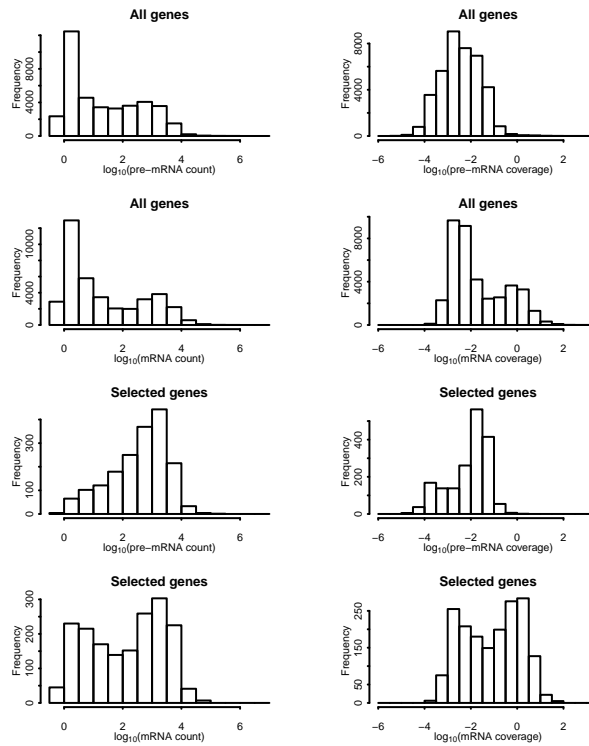 All genes
Frequency
0 4000 8000
0 2 4 6
log10(pre−mRNA count)
All genes
Frequency
0 4000 8000
−6 −4 −2 0 2
log10(pre−mRNA coverage)
All genes
Frequency
0 4000 10000
0 2 4 6
log10(mRNA count)
All genes
Frequency
0 4000 8000
−6 −4 −2 0 2
log10(mRNA coverage)
Selected genes
Frequency
0 100 300
0 2 4 6
log10(pre−mRNA count)
Selected genes
Frequency
0 200 400
−6 −4 −2 0 2
log10(pre−mRNA coverage)
Selected genes
Frequency
0 100 200 300
0 2 4 6
log10(mRNA count)
Selected genes
Frequency
0 50 150 250
−6 −4 −2 0 2
log10(mRNA coverage)